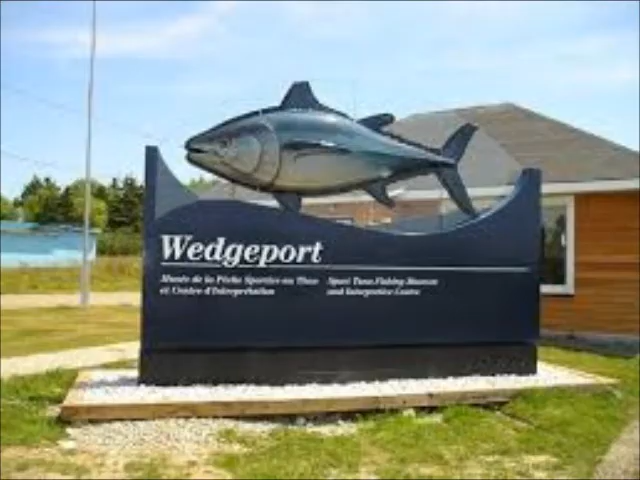 Wedgeport
Musée de la Pêche Sportive au Thon
et Centre d'Interprétation
Sport Tuna Fishing Museum
and Interpretive Centre